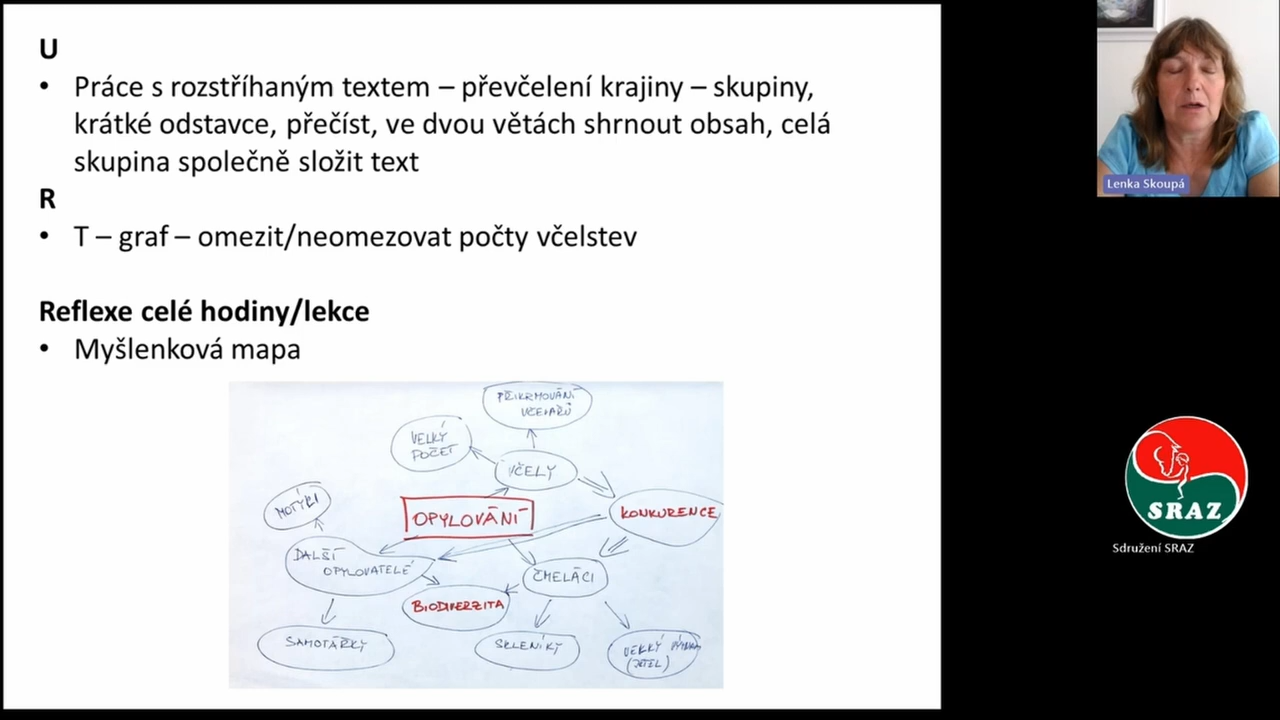 U
• Práce s rozstříhaným textem – převčelení krajiny – skupiny,
krátké odstavce, přečíst, ve dvou větách shrnout obsah, celá
skupina společně složit text
R
• T – graf – omezit/neomezovat počty včelstev
Reflexe celé hodiny/lekce
• Myšlenková mapa
PŘIKRMOVÁNÍ
VČELAŘŮ
VELKÝ
POČET
VČELY
MOTÝLI
OPYLOVÁNÍ
KONKURENCE
DALŠÍ
OPYLOVATELÉ
ČMELÁCI
BIODIVERZITA
SAMOTÁŘKY
SKLENÍKY
VELKÝ
(JETEL)
Lenka Skoupá
SRAZ
Sdružení SRAZ